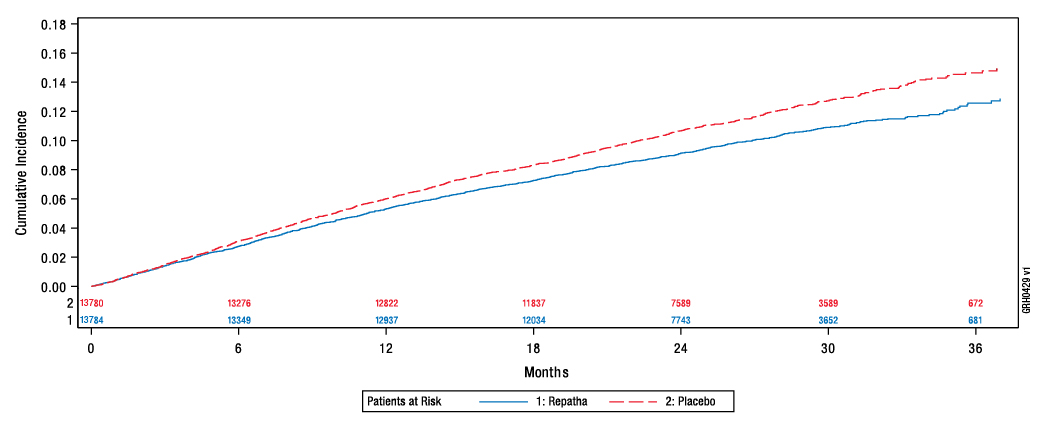 0.18
0.16
0.14
0.12
0.10
0.08
0.06
0.04
0.02
0.00
Cumulative Incidence
2 13780 13276 12822 11837 7589 3589 672
1 13784 13349 12937 12034 7743 3652 681
0 6 12 18 24 30 36
Months
Patients at Risk 1: Repatha 2: Placebo
GRH0429 v1